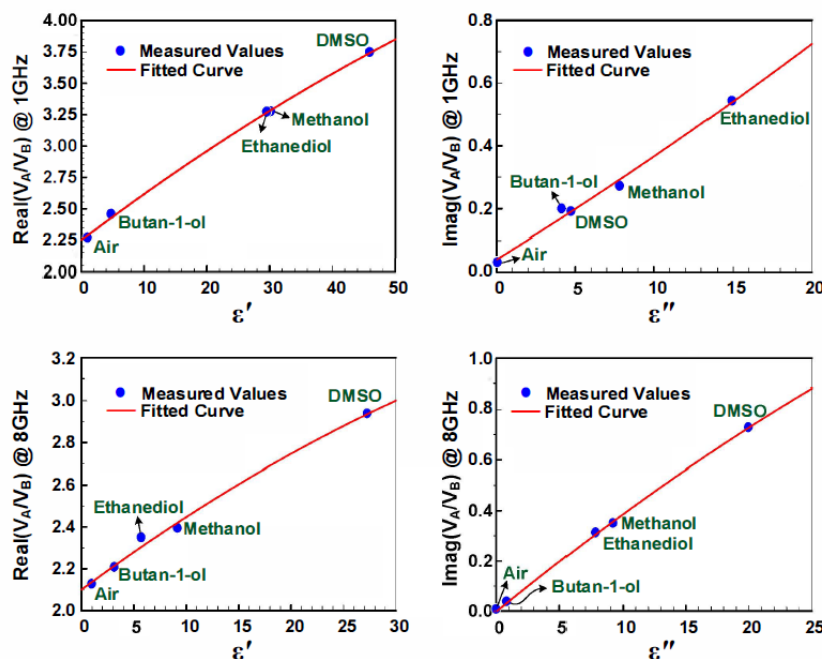 Real(VA/VB) @ 1GHz
4.00
3.75
3.50
3.25
3.00
2.75
2.50
2.25
2.00
Measured Values
Fitted Curve
DMSO
Methanol
Ethanediol
Butan-1-ol
Air
0 10 20 30 40 50
ε′
Imag(VA/VB) @ 1GHz
0.8
0.6
0.4
0.2
0.0
Measured Values
Fitted Curve
Ethanediol
Butan-1-ol
Methanol
DMSO
Air
0 5 10 15 20
ε″
Real(VA/VB) @ 8GHz
3.2
3.0
2.8
2.6
2.4
2.2
2.0
Measured Values
Fitted Curve
DMSO
Ethanediol
Methanol
Butan-1-ol
Air
0 10 20 30
ε′
Imag(VA/VB) @ 8GHz
1.0
0.8
0.6
0.4
0.2
0.0
Measured Values
Fitted Curve
DMSO
Methanol
Ethanediol
Air
Butan-1-ol
0 5 10 15 20 25
ε″